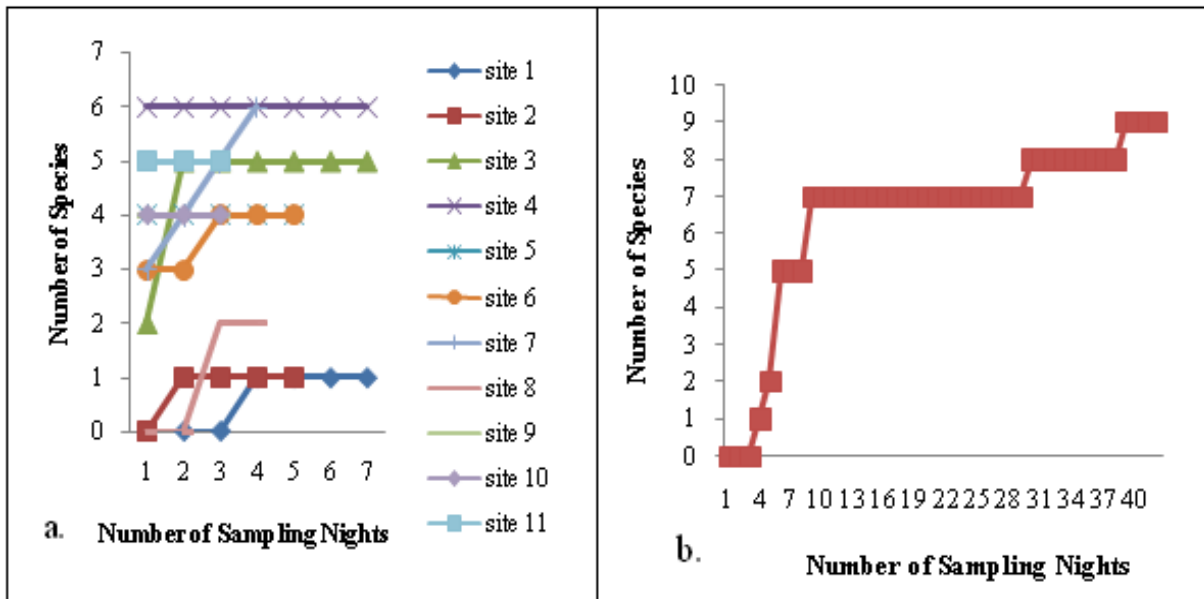 7
6
5
4
3
2
1
0
Number of Species
1 2 3 4 5 6 7
a. Number of Sampling Nights
site 1
site 2
site 3
site 4
site 5
site 6
site 7
site 8
site 9
site 10
site 11
10
9
8
7
6
5
4
3
2
1
0
Number of Species
1 4 7 10 13 16 19 22 25 28 31 34 37 40
b.
Number of Sampling Nights